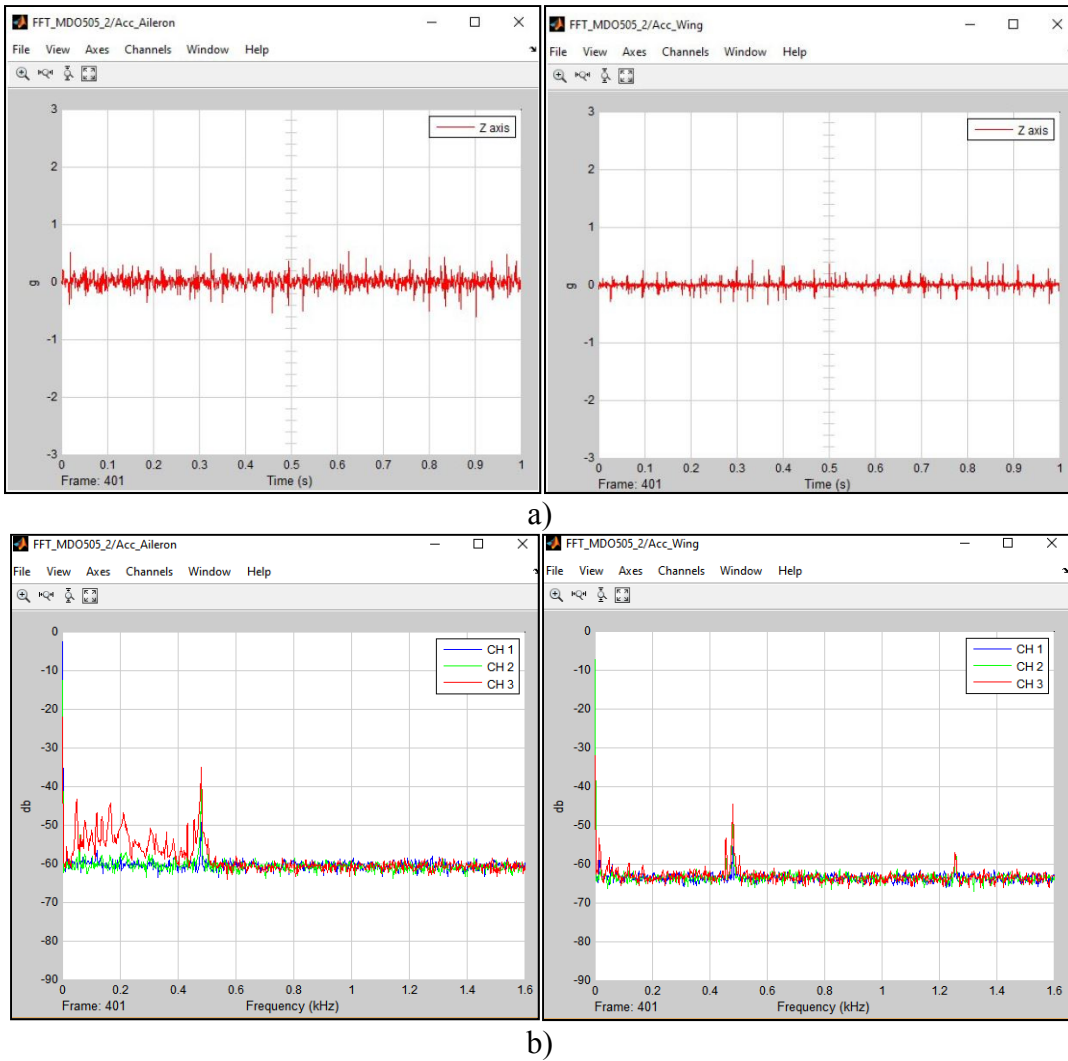 FFT_MDO505_2/Acc_Aileron
File View Axes Channels Window Help
3
2
1
0
-1
-2
-3
g
Z axis
0 0.1 0.2 0.3 0.4 0.5 0.6 0.7 0.8 0.9 1
Frame: 401 Time (s)
FFT_MDO505_2/Acc_Wing
File View Axes Channels Window Help
3
2
1
0
-1
-2
-3
g
Z axis
0 0.1 0.2 0.3 0.4 0.5 0.6 0.7 0.8 0.9 1
Frame: 401 Time (s)
a)
FFT_MDO505_2/Acc_Aileron
File View Axes Channels Window Help
0
-10
-20
-30
-40
-50
-60
-70
-80
-90
db
CH 1
CH 2
CH 3
0 0.2 0.4 0.6 0.8 1 1.2 1.4 1.6
Frame: 401 Frequency (kHz)
FFT_MDO505_2/Acc_Wing
File View Axes Channels Window Help
0
-10
-20
-30
-40
-50
-60
-70
-80
-90
db
CH 1
CH 2
CH 3
0 0.2 0.4 0.6 0.8 1 1.2 1.4 1.6
Frame: 401 Frequency (kHz)
b)